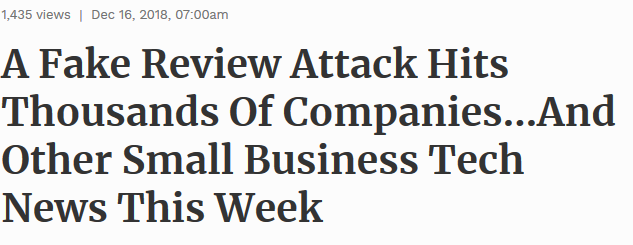 1,435 views | Dec 16, 2018, 07:00am
A Fake Review Attack Hits
Thousands Of Companies...And
Other Small Business Tech
News This Week